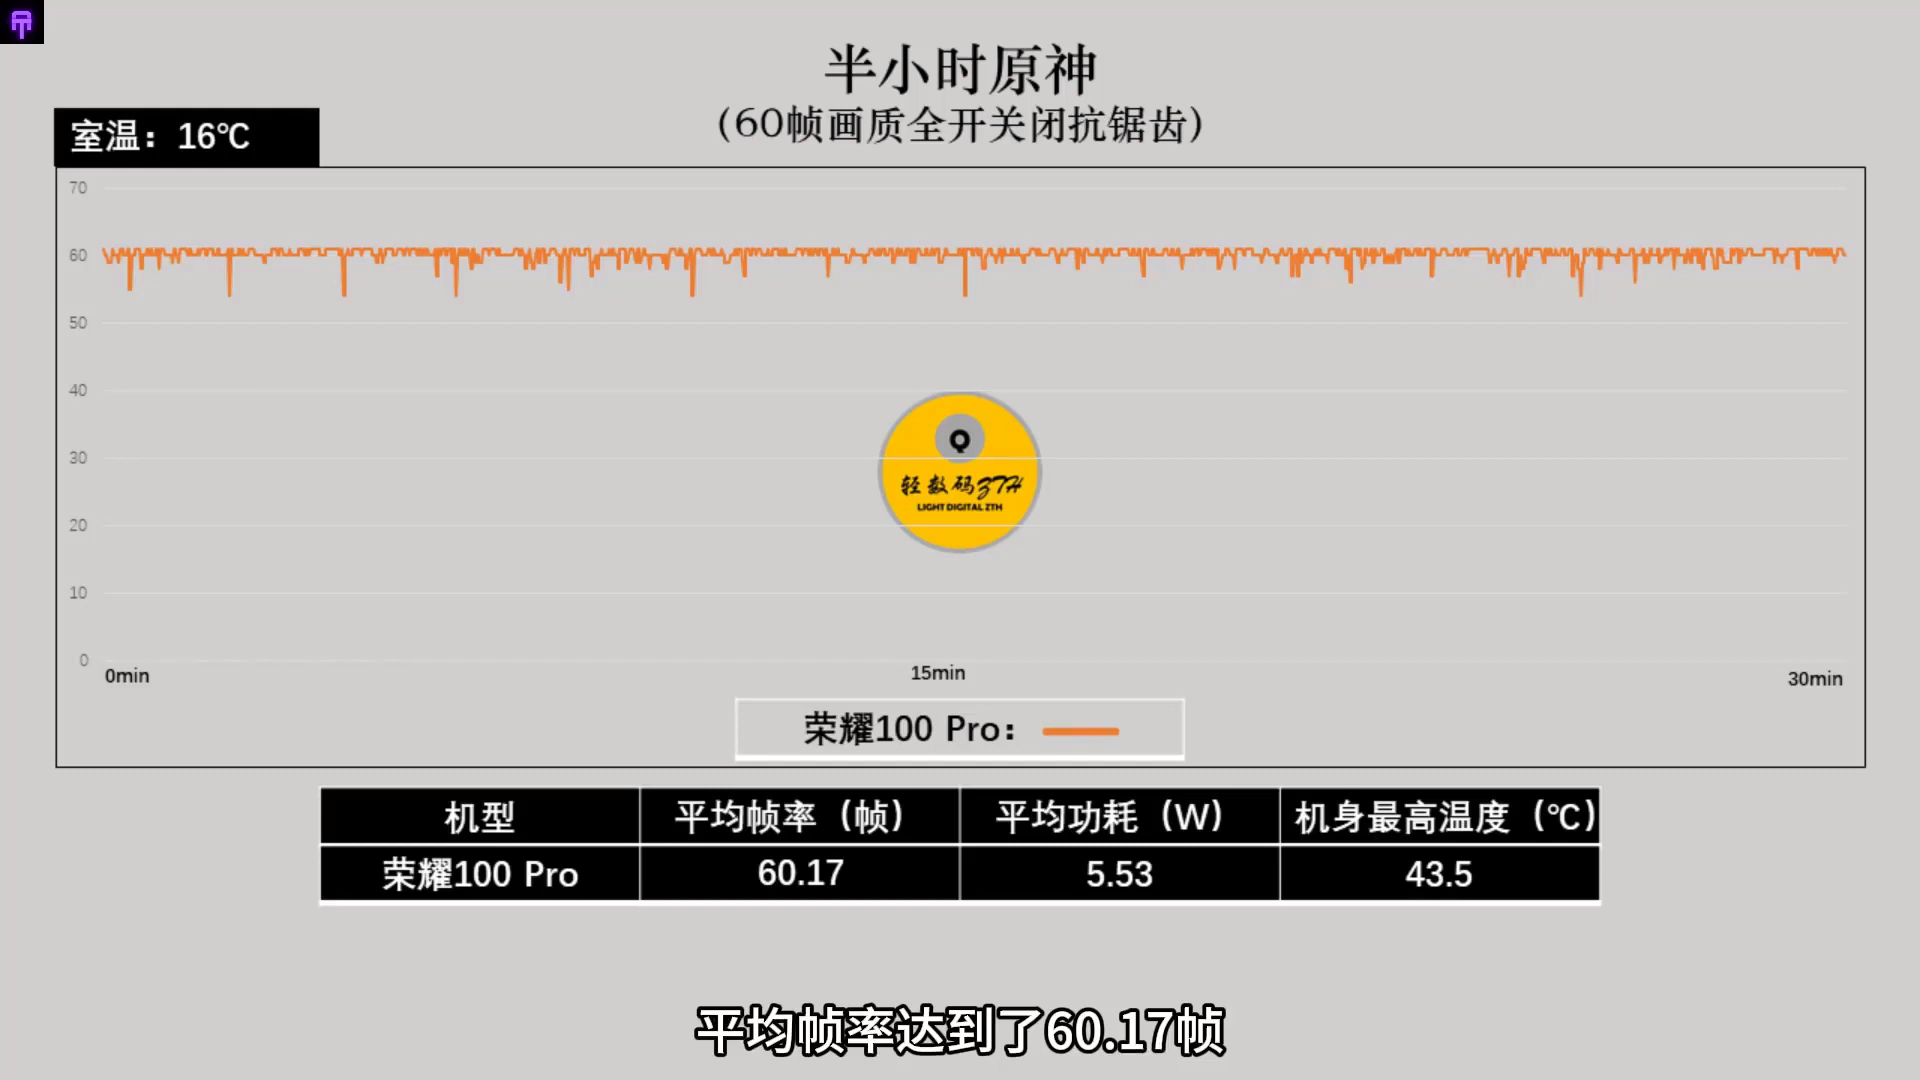 半小时原神
(60帧画质全开关闭抗锯齿)
室温：16℃
70
60
50
40
30
20
10
0
Q
轻数码ZTH
LIGHT DIGITAL ZTH
0min 15min 30min
荣耀100 Pro：
机型 平均帧率（帧） 平均功耗（W） 机身最高温度（℃）
荣耀100 Pro 60.17 5.53 43.5
平均帧率达到了60.17帧